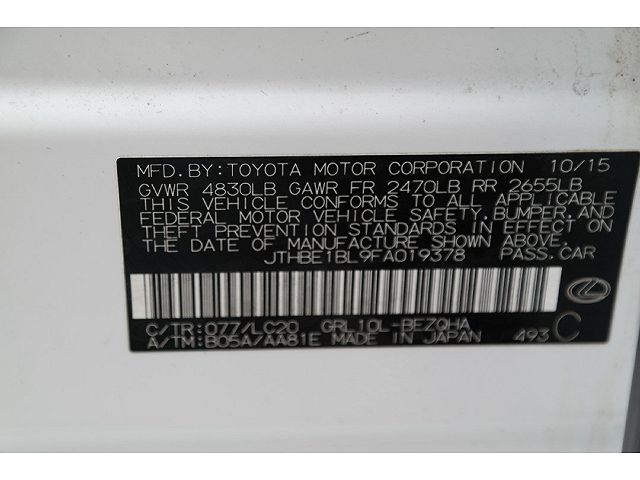 MFD. BY: TOYOTA MOTOR CORPORATION 10/15
GVWR 4830LB GAWR FR 2470LB RR 2655LB
THIS VEHICLE CONFORMS TO ALL APPLICABLE
FEDERAL MOTOR VEHICLE SAFETY, BUMPER, AND
THEFT PREVENTION STANDARDS IN EFFECT ON
THE DATE OF MANUFACTURE SHOWN ABOVE.
JTHBE1BL9FA019378 PASS. CAR
C/TR: 077/LC20 GRL10L-BEZQHA
A/TM: B05A/AA81E MADE IN JAPAN 493 C